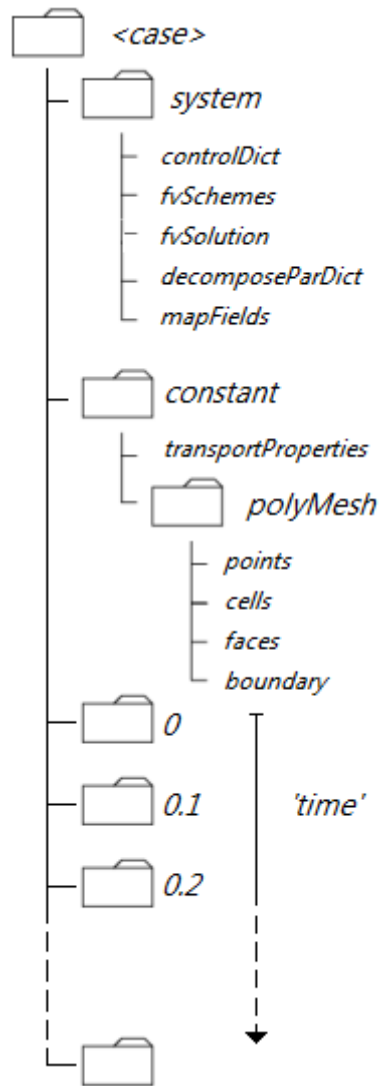 <case>
system
controlDict
fvSchemes
fvSolution
decomposeParDict
mapFields
constant
transportProperties
polyMesh
points
cells
faces
boundary
0
0.1
'time'
0.2